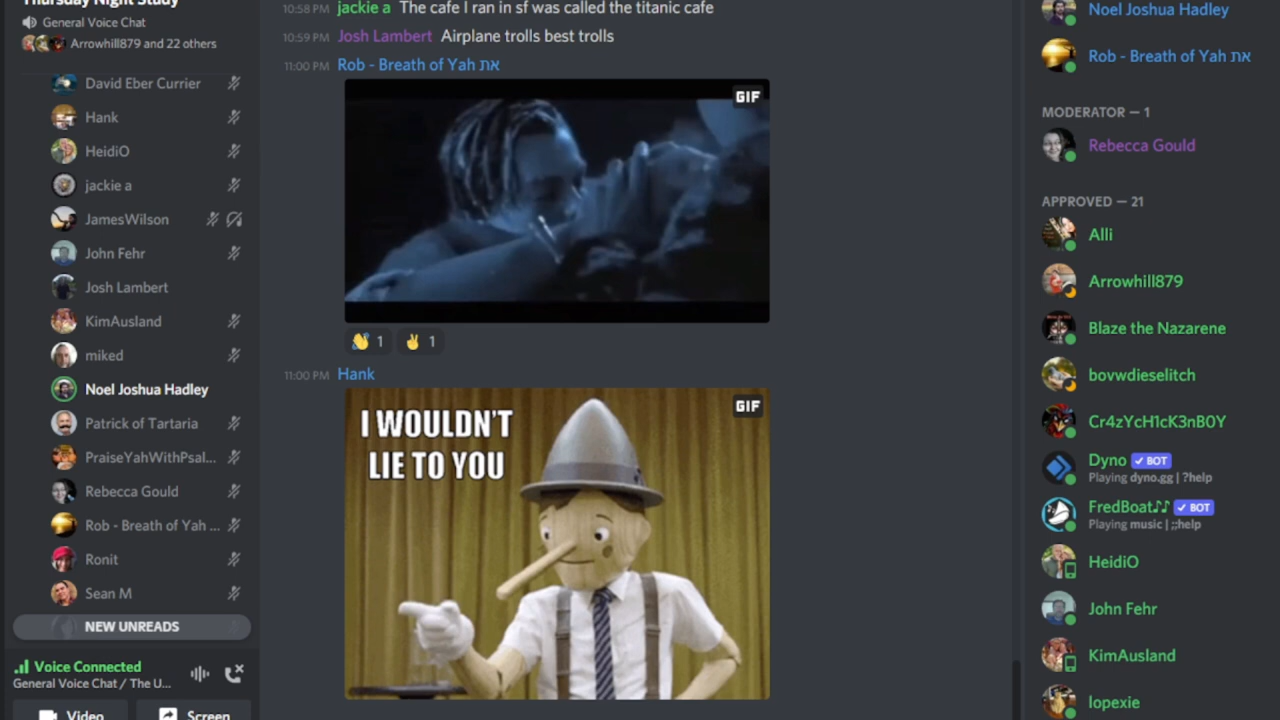 Thursday Night Study
General Voice Chat
Arrowhill879 and 22 others
David Eber Currier
Hank
HeidiO
jackie a
JamesWilson
John Fehr
Josh Lambert
KimAusland
miked
Noel Joshua Hadley
Patrick of Tartaria
PraiseYahWithPsal...
Rebecca Gould
Rob - Breath of Yah ...
Ronit
Sean M
NEW UNREADS
Voice Connected
General Voice Chat / The U...
Video
Screen
10:58 PM jackie a The cafe I ran in sf was called the titanic cafe
10:59 PM Josh Lambert Airplane trolls best trolls
11:00 PM Rob - Breath of Yah את
GIF
1 1
11:00 PM Hank
GIF
I WOULDN'T
LIE TO YOU
Noel Joshua Hadley
Rob - Breath of Yah את
MODERATOR — 1
Rebecca Gould
APPROVED — 21
Alli
Arrowhill879
Blaze the Nazarene
bovwdieselitch
Cr4zYcH1cK3nB0Y
Dyno BOT
Playing dyno.gg | ?help
FredBoat♪♪ BOT
Playing music | ;;help
HeidiO
John Fehr
KimAusland
lopexie